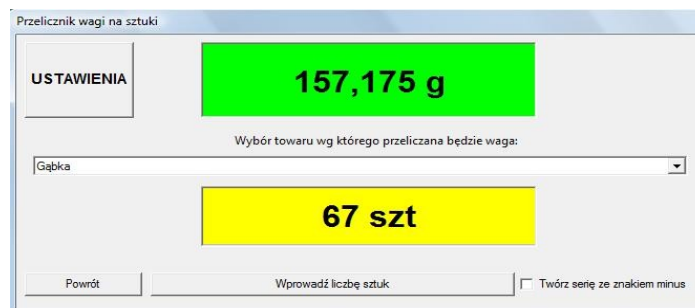 Przelicznik wagi na sztuki
USTAWIENIA
157,175 g
Wybór towaru wg którego przeliczana będzie waga:
Gąbka
67 szt
Powrót
Wprowadź liczbę sztuk
Twórz serię ze znakiem minus